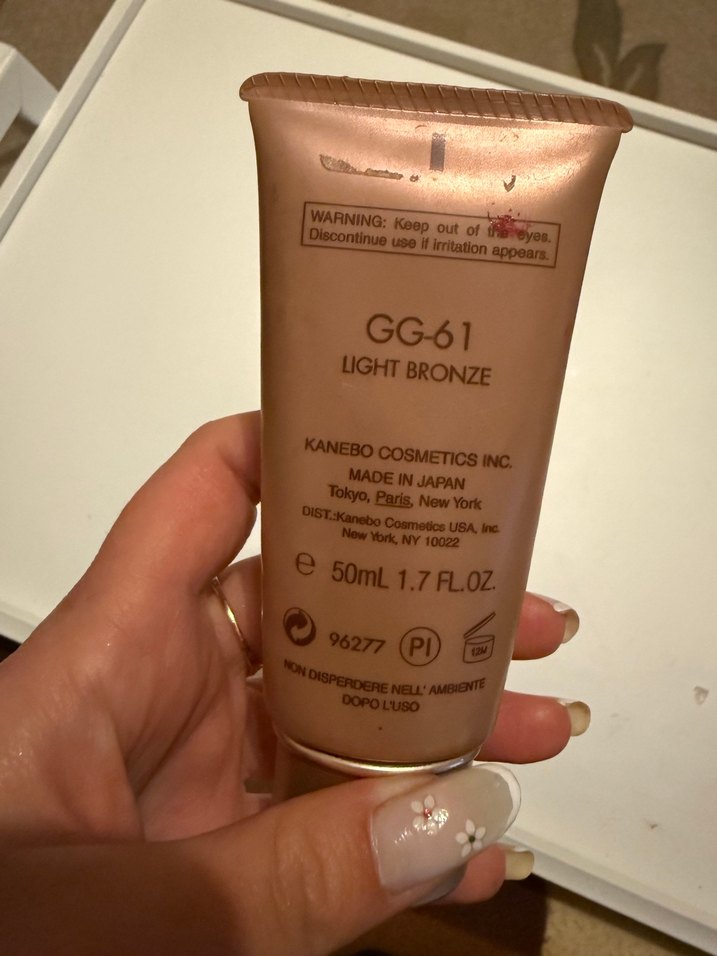 WARNING: Keep out of the eyes.
Discontinue use if irritation appears.
GG-61
LIGHT BRONZE
KANEBO COSMETICS INC.
MADE IN JAPAN
Tokyo, Paris, New York
DIST.:Kanebo Cosmetics USA, Inc.
New York, NY 10022
e 50mL 1.7 FL.OZ.
96277 PI 12M
NON DISPERDERE NELL' AMBIENTE
DOPO L'USO